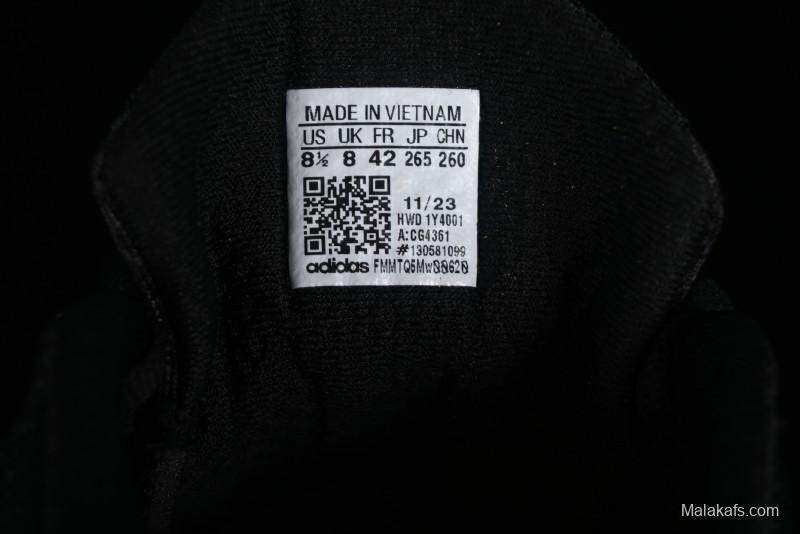 MADE IN VIETNAM
US UK FR JP CHN
8½ 8 42 265 260
11/23
HWD 1Y4001
A:CG4361
#130581099
adidas FMMTQ5Mw00620
Malakafs.com